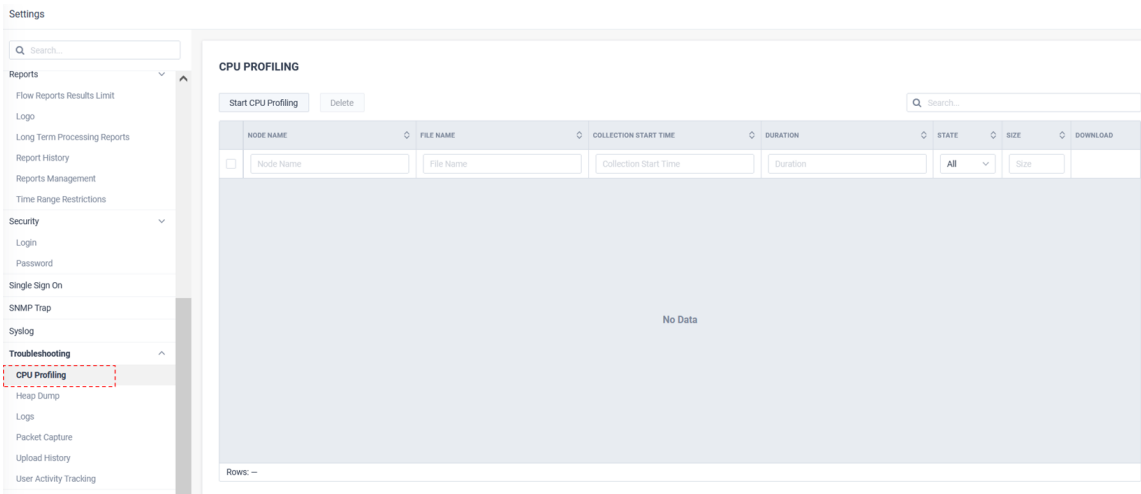 Settings
Search...
Reports
Flow Reports Results Limit
Logo
Long Term Processing Reports
Report History
Reports Management
Time Range Restrictions
Security
Login
Password
Single Sign On
SNMP Trap
Syslog
Troubleshooting
CPU Profiling
Heap Dump
Logs
Packet Capture
Upload History
User Activity Tracking
CPU PROFILING
Start CPU Profiling Delete Search...
NODE NAME FILE NAME COLLECTION START TIME DURATION STATE SIZE DOWNLOAD
Node Name File Name Collection Start Time Duration All Size
No Data
Rows: —